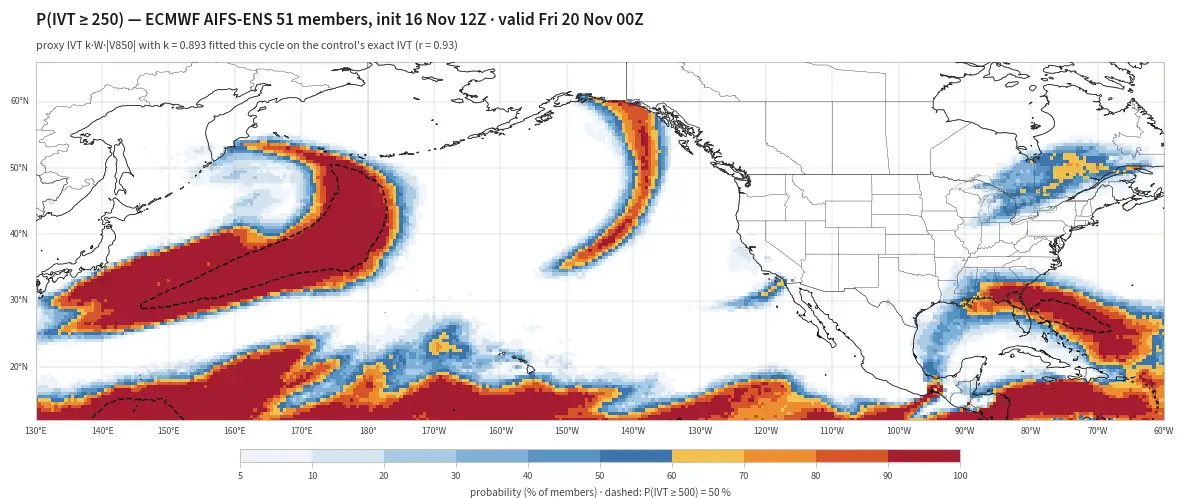 P(IVT ≥ 250) — ECMWF AIFS-ENS 51 members, init 16 Nov 12Z · valid Fri 20 Nov 00Z
proxy IVT k·W·|V850| with k = 0.893 fitted this cycle on the control's exact IVT (r = 0.93)
60°N
50°N
40°N
30°N
20°N
130°E 140°E 150°E 160°E 170°E 180° 170°W 160°W 150°W 140°W 130°W 120°W 110°W 100°W 90°W 80°W 70°W 60°W
5 10 20 30 40 50 60 70 80 90 100
probability (% of members) · dashed: P(IVT ≥ 500) = 50 %